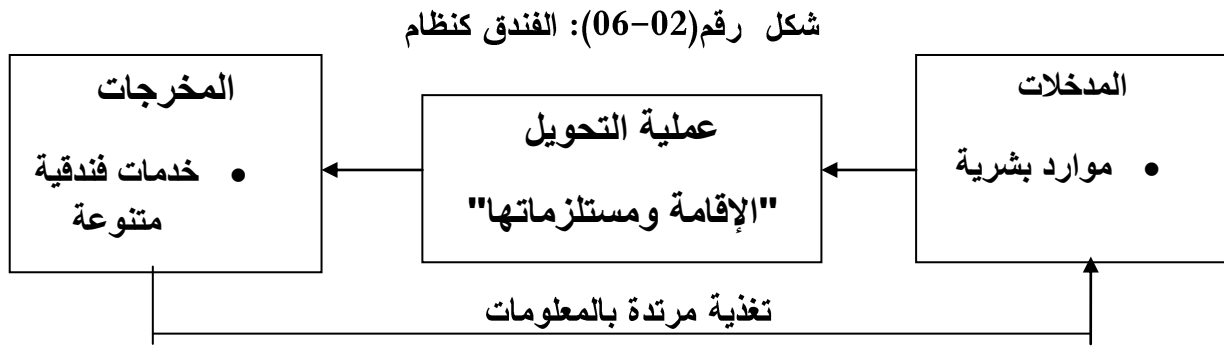 شكل رقم(02-06): الفندق كنظام
المدخلات
• موارد بشرية
عملية التحويل
"الإقامة ومستلزماتها"
المخرجات
• خدمات فندقية
متنوعة
تغذية مرتدة بالمعلومات